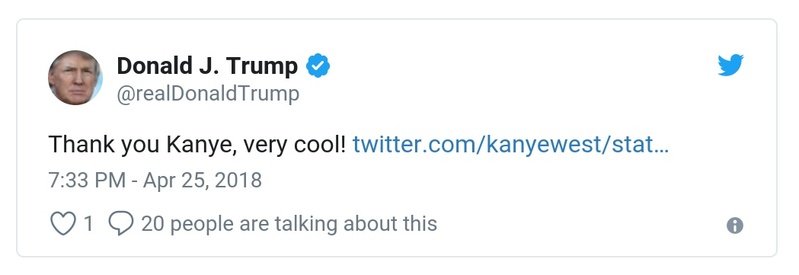 Donald J. Trump
@realDonaldTrump
Thank you Kanye, very cool! twitter.com/kanyewest/stat…
7:33 PM - Apr 25, 2018
1 20 people are talking about this